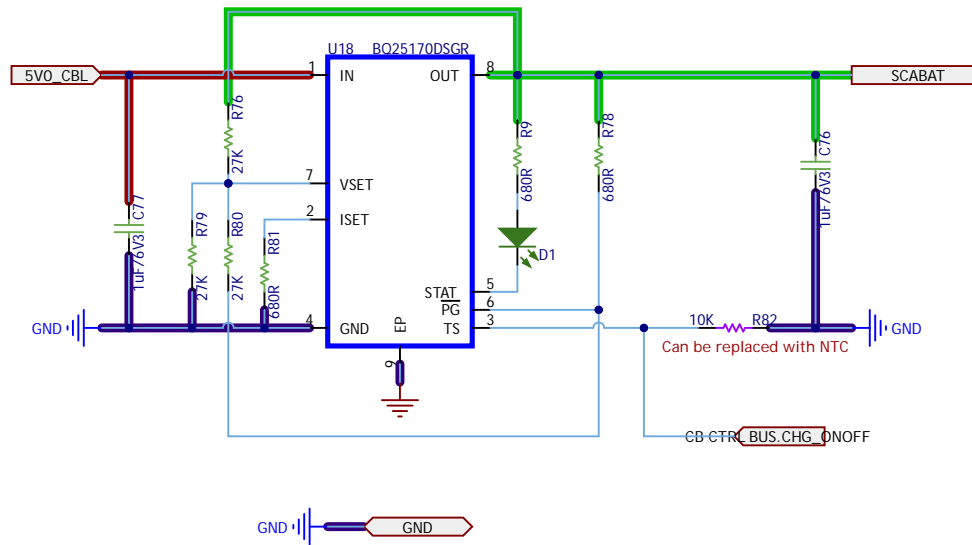 U18 BQ25170DSGR
5V0_CBL
1
IN
OUT
8
SCABAT
R76
27K
R9
680R
R78
680R
C76
1uF/6V3
7
VSET
2
ISET
C77
1uF/6V3
R79
27K
R80
27K
R81
680R
D1
STAT
5
PG
6
GND
4
GND
EP
TS
3
10K
R82
GND
Can be replaced with NTC
9
CB CTRL BUS.CHG_ONOFF
GND
GND